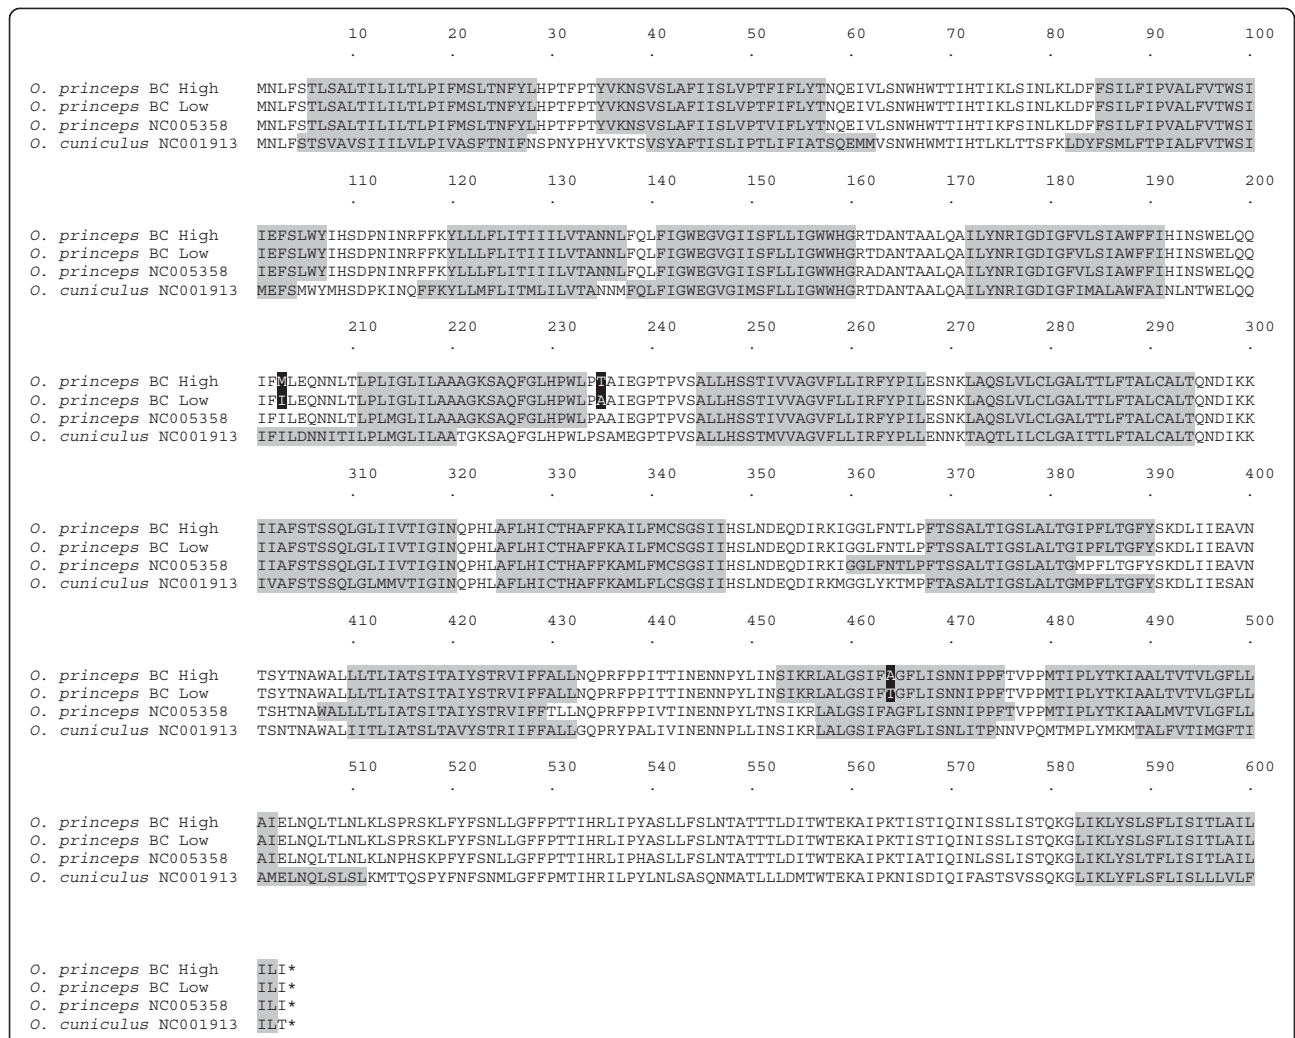 10 20 30 40 50 60 70 80 90 100
. . . . . . . . . .
O. princeps BC High MNLFSTLSALTILILTLPIFMSLTNFYLHPTFPTYVKNSVSLAFIISLVPTFIFLYTNQEIVLSNWHWTTIHTIKLSINLKLDFFSILFIPVALFVTWSI
O. princeps BC Low MNLFSTLSALTILILTLPIFMSLTNFYLHPTFPTYVKNSVSLAFIISLVPTFIFLYTNQEIVLSNWHWTTIHTIKLSINLKLDFFSILFIPVALFVTWSI
O. princeps NC005358 MNLFSTLSALTILILTLPIFMSLTNFYLHPTFPTYVKNSVSLAFIISLVPTVIFLYTNQEIVLSNWHWTTIHTIKFSINLKLDFFSILFIPVALFVTWSI
O. cuniculus NC001913 MNLFSTSVAVSIIILVLPIVASFTNIFNSPNYPHYVKTSVSYAFTISLIPTLIFIATSQEMMVSNWHWMTIHTLKLTTSFKLDYFSMLFTPIALFVTWSI
110 120 130 140 150 160 170 180 190 200
. . . . . . . . . .
O. princeps BC High IEFSLWYIHSDPNINRFFKYLLLFLITIIILVTANNLFQLFIGWEGVGIISFLLIGWWHGRTDANTAALQAILYNRIGDIGFVLSIAWFFIHINSWELQQ
O. princeps BC Low IEFSLWYIHSDPNINRFFKYLLLFLITIIILVTANNLFQLFIGWEGVGIISFLLIGWWHGRTDANTAALQAILYNRIGDIGFVLSIAWFFIHINSWELQQ
O. princeps NC005358 IEFSLWYIHSDPNINRFFKYLLLFLITIIILVTANNLFQLFIGWEGVGIISFLLIGWWHGRADANTAALQAILYNRIGDIGFVLSIAWFFIHINSWELQQ
O. cuniculus NC001913 MEFSMWYMHSDPKINQFFKYLLMFLITMLILVTANNMFQLFIGWEGVGIMSFLLIGWWHGRTDANTAALQAILYNRIGDIGFIMALAWFAINLNTWELQQ
210 220 230 240 250 260 270 280 290 300
. . . . . . . . . .
O. princeps BC High IFMLEQNNLTLPLIGLILAAAGKSAQFGLHPWLPTAIEGPTPVSALLHSSTIVVAGVFLLIRFYPILESNKLAQSLVLCLGALTTLFTALCALTQNDIKK
O. princeps BC Low IFILEQNNLTLPLIGLILAAAGKSAQFGLHPWLPAAIEGPTPVSALLHSSTIVVAGVFLLIRFYPILESNKLAQSLVLCLGALTTLFTALCALTQNDIKK
O. princeps NC005358 IFILEQNNLTLPLMGLILAAAGKSAQFGLHPWLPAAIEGPTPVSALLHSSTIVVAGVFLLIRFYPILESNKLAQSLVLCLGALTTLFTALCALTQNDIKK
O. cuniculus NC001913 IFILDNNITILPLMGLILAATGKSAQFGLHPWLPSAMEGPTPVSALLHSSTMVVAGVFLLIRFYPLLENNKTAQTLILCLGAITTLFTALCALTQNDIKK
310 320 330 340 350 360 370 380 390 400
. . . . . . . . . .
O. princeps BC High IIAFSTSSQLGLIIVTIGINQPHLAFLHICTHAFFKAILFMCSGSIIHSLNDEQDIRKIGGLFNTLPFTSSALTIGSLALTGIPFLTGFYSKDLIIEAVN
O. princeps BC Low IIAFSTSSQLGLIIVTIGINQPHLAFLHICTHAFFKAILFMCSGSIIHSLNDEQDIRKIGGLFNTLPFTSSALTIGSLALTGIPFLTGFYSKDLIIEAVN
O. princeps NC005358 IIAFSTSSQLGLIIVTIGINQPHLAFLHICTHAFFKAMLFMCSGSIIHSLNDEQDIRKIGGLFNTLPFTSSALTIGSLALTGMPFLTGFYSKDLIIEAVN
O. cuniculus NC001913 IVAFSTSSQLGLMMVTIGINQPHLAFLHICTHAFFKAMLFLCSGSIIHSLNDEQDIRKMGGLYKTMPFTASALTIGSLALTGMPFLTGFYSKDLIIESAN
410 420 430 440 450 460 470 480 490 500
. . . . . . . . . .
O. princeps BC High TSYTNAWALLLTLIATSITAIYSTRVIFFALLNQPRFPPITTINENNPYLINSIKRLALGSIFAGFLISNNIPPFTVPPMTIPLYTKIAALTVTVLGFLL
O. princeps BC Low TSYTNAWALLLTLIATSITAIYSTRVIFFALLNQPRFPPITTINENNPYLINSIKRLALGSIFTGFLISNNIPPFTVPPMTIPLYTKIAALTVTVLGFLL
O. princeps NC005358 TSHTNAWALLLTLIATSITAIYSTRVIFFTLLNQPRFPPIVTINENNPYLTNSIKRLALGSIFAGFLISNNIPPFTVPPMTIPLYTKIAALMVTVLGFLL
O. cuniculus NC001913 TSNTNAWALIITLIATSLTAVYSTRIIFFALLGQPRYPALIVINENNPLLINSIKRLALGSIFAGFLISNLITPNNVPQMTMPLYMKMTALFVTIMGFTI
510 520 530 540 550 560 570 580 590 600
. . . . . . . . . .
O. princeps BC High AIELNQLTLNLKLSPRSKLFYFSNLLGFFPTTIHRLIPYASLLFSLNTATTTLDITWTEKAIPKTISTIQINISSLISTQKGLIKLYSLSFLISITLAIL
O. princeps BC Low AIELNQLTLNLKLSPRSKLFYFSNLLGFFPTTIHRLIPYASLLFSLNTATTTLDITWTEKAIPKTISTIQINISSLISTQKGLIKLYSLSFLISITLAIL
O. princeps NC005358 AIELNQLTLNLKLNPHSKPFYFSNLLGFFPTTIHRLIPHASLLFSLNTATTTLDITWTEKAIPKTIATIQINLSSLISTQKGLIKLYSLTFLISITLAIL
O. cuniculus NC001913 AMELNQLSLSLKMTTQSPYFNFSNMLGFFPMTIHRILPYLNLSASQNMATLLLDMTWTEKAIPKNISDIQIFASTSVSSQKGLIKLYFLSFLISLLLVLF
O. princeps BC High ILI*
O. princeps BC Low ILI*
O. princeps NC005358 ILI*
O. cuniculus NC001913 ILT*